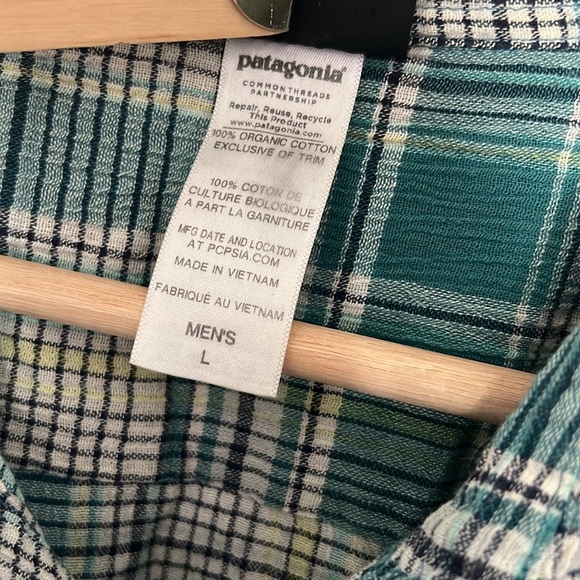 patagonia®
COMMON THREADS
PARTNERSHIP
Repair, Reuse, Recycle
This Product
www.patagonia.com
100% ORGANIC COTTON
EXCLUSIVE OF TRIM
100% COTON DE
CULTURE BIOLOGIQUE
A PART LA GARNITURE
MFG DATE AND LOCATION
AT PCPSIA.COM
MADE IN VIETNAM
FABRIQUÉ AU VIETNAM
MEN'S
L